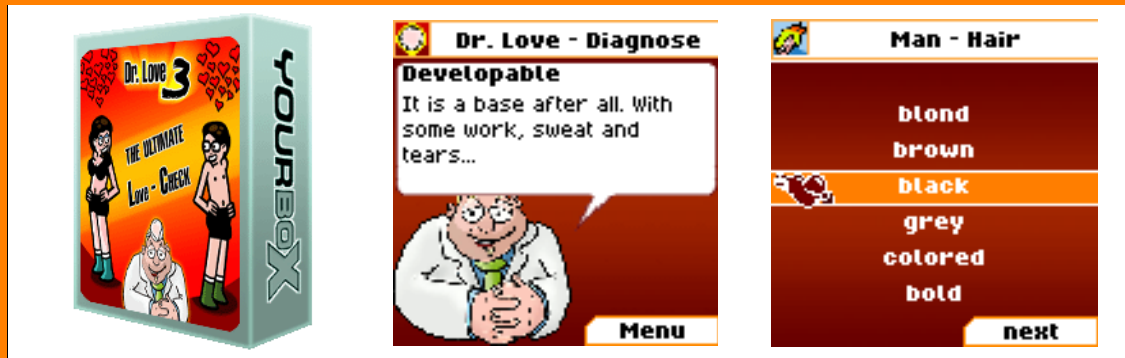 Dr. Love 3
THE ULTIMATE
LOVE - CHECK
YOURBOX
Dr. Love - Diagnose
Developable
It is a base after all. With
some work, sweat and
tears...
Menu
Man - Hair
blond
brown
black
grey
colored
bold
next